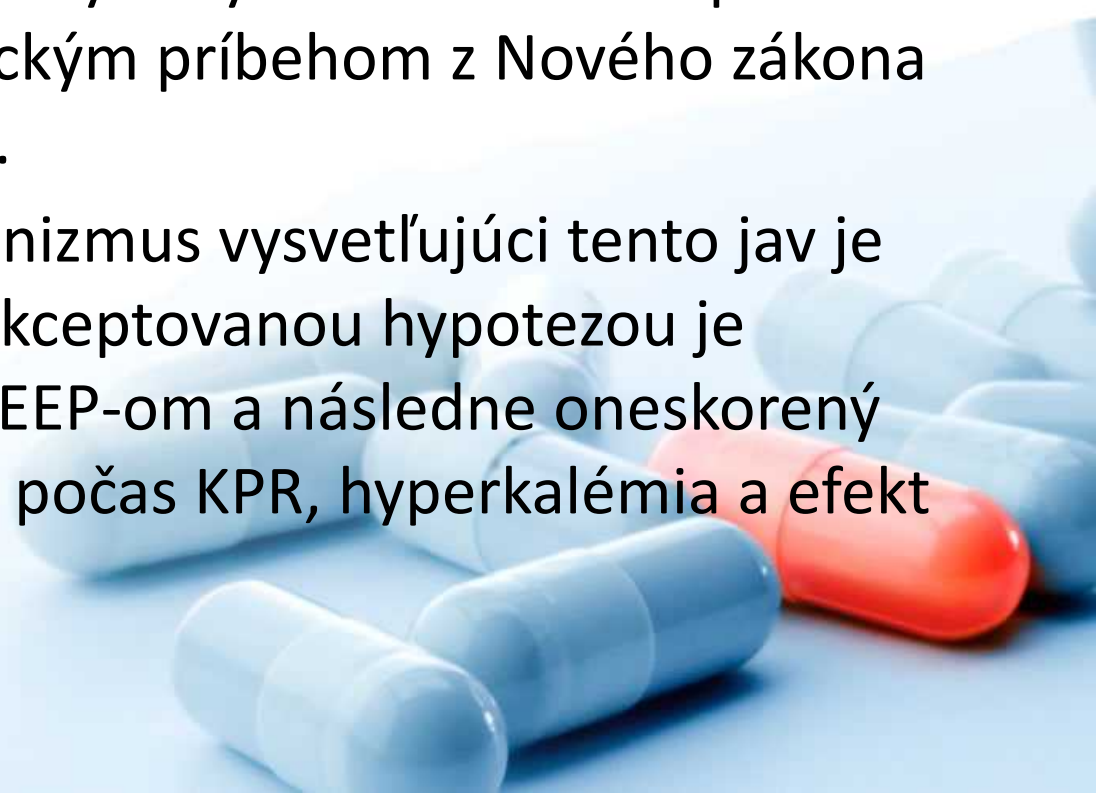 ckým príbehom z Nového zákona
.
nizmus vysvetľujúci tento jav je
kceptovanou hypotezou je
EEP-om a následne oneskorený
počas KPR, hyperkalémia a efekt